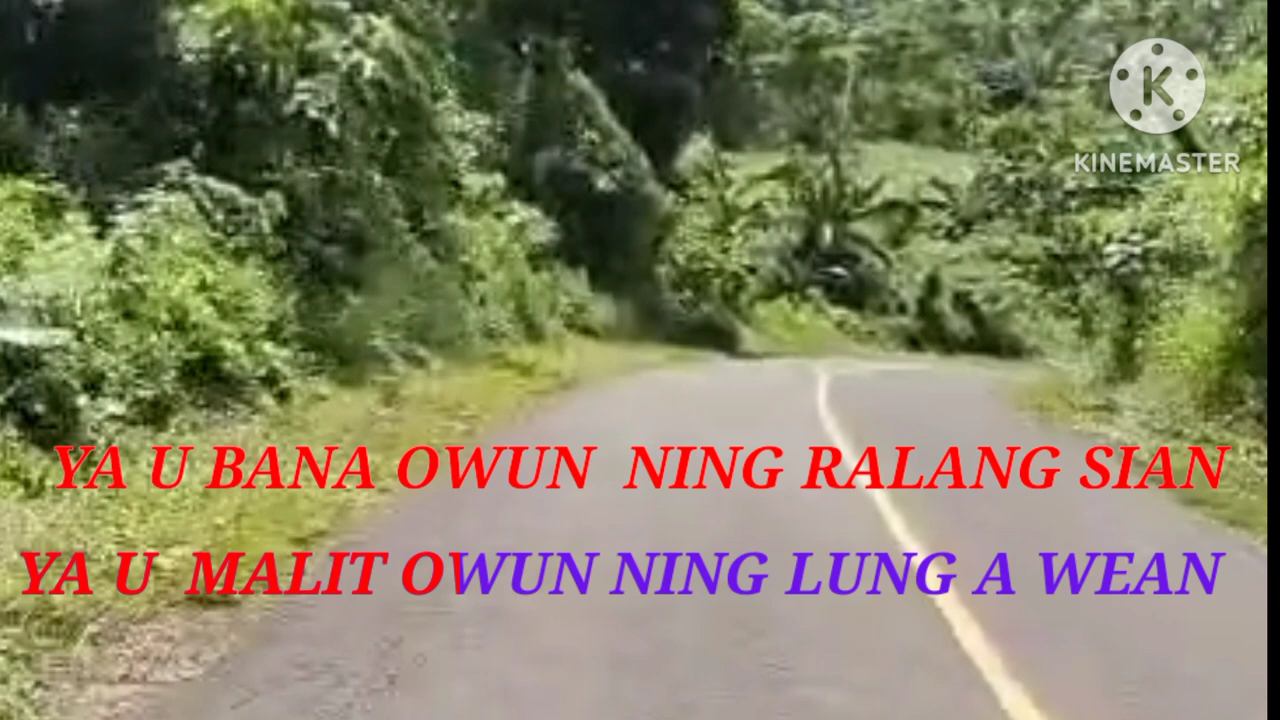 KINEMASTER
YA U BANA OWUN NING RALANG SIAN
YA U MALIT OWUN NING LUNG A WEAN